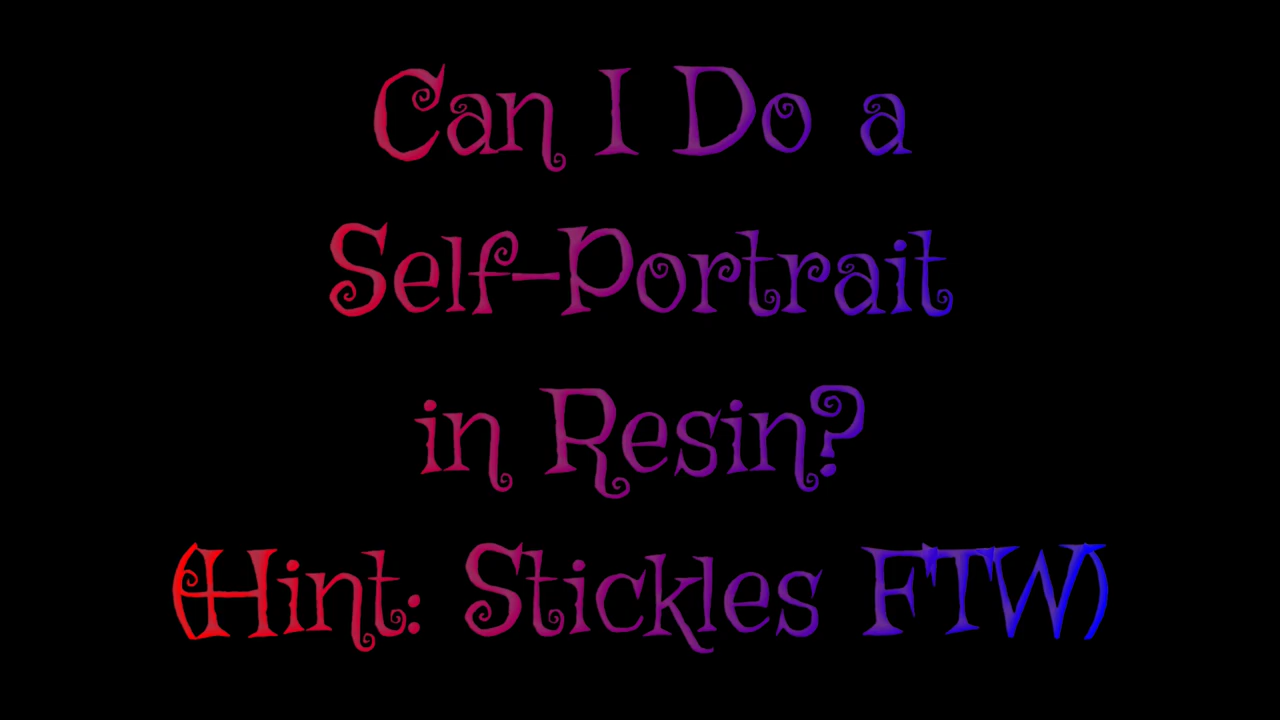 Can I Do a
Self-Portrait
in Resin?
(Hint: Stickles FTW)